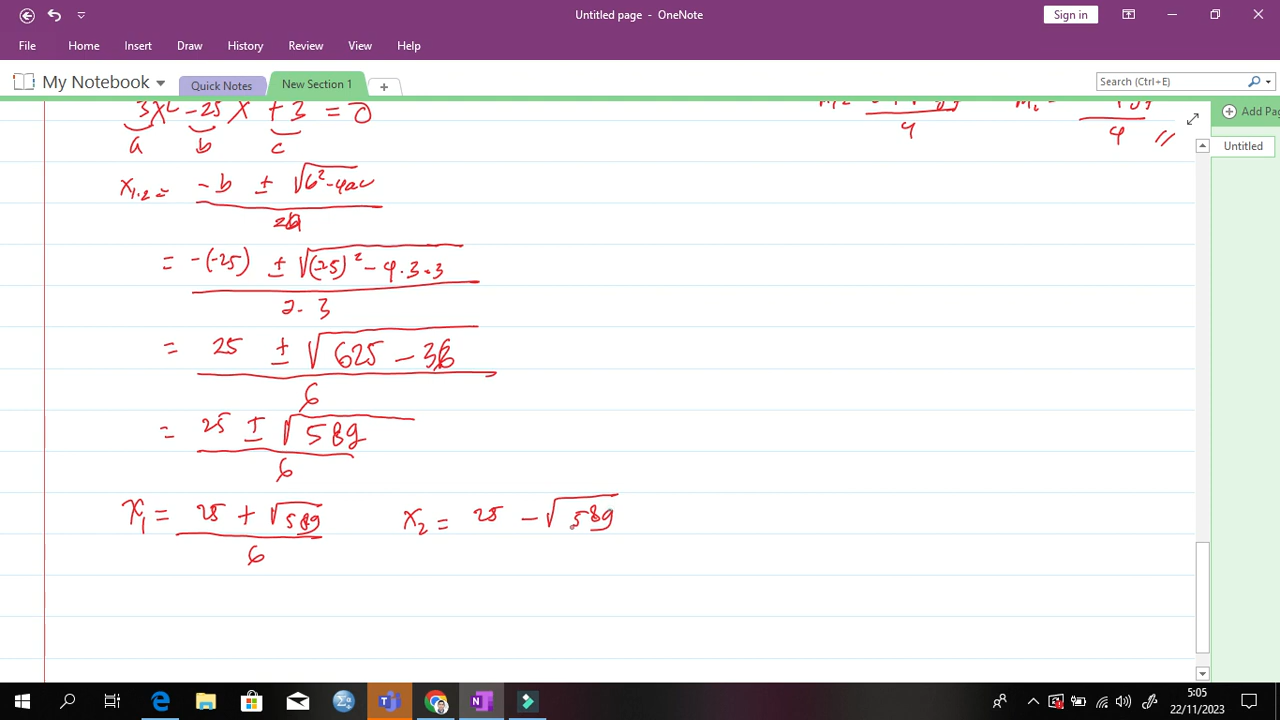 Untitled page - OneNote
Sign in
File Home Insert Draw History Review View Help
My Notebook Quick Notes New Section 1 +
Search (Ctrl+E)
Add Pag
Untitled
3x² - 25x + 3 = 0
a b c
4 4 //
x₁.₂ = -b ± √b²-4ac
2a
= -(-25) ± √(-25)² - 4.3.3
2. 3
= 25 ± √625 - 36
6
= 25 ± √589
6
x₁ = 25 + √589 x₂ = 25 - √589
6
5:05
22/11/2023